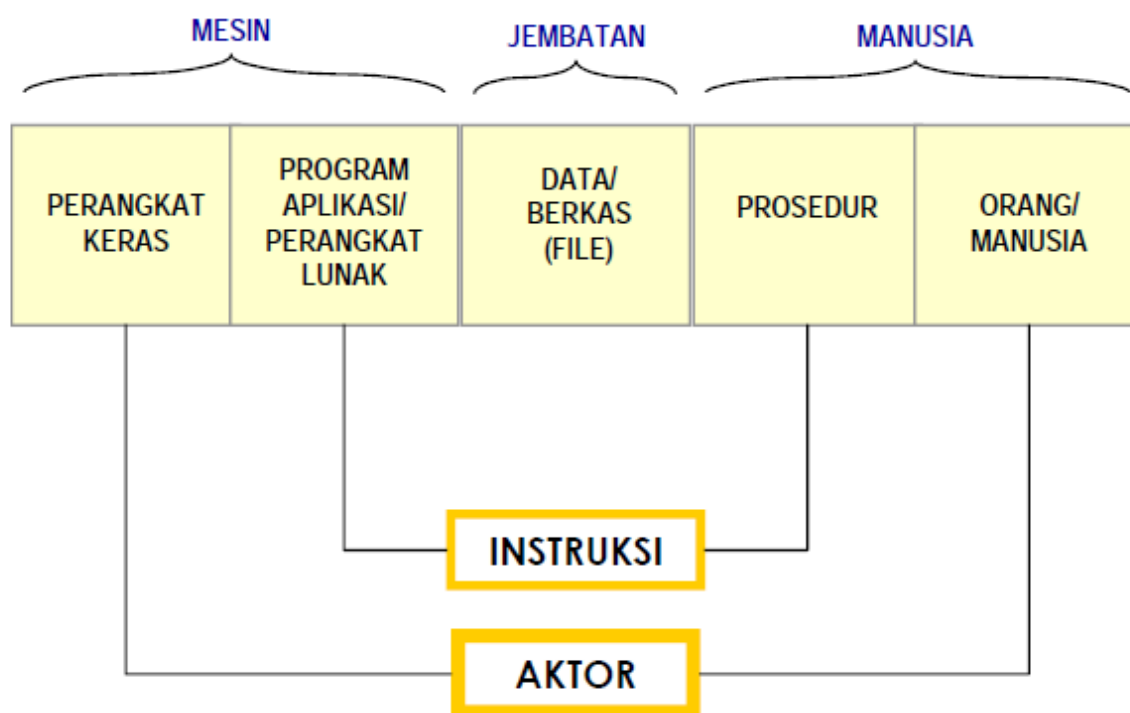 MESIN
JEMBATAN
MANUSIA
PERANGKAT
KERAS
PROGRAM
APLIKASI/
PERANGKAT
LUNAK
DATA/
BERKAS
(FILE)
PROSEDUR
ORANG/
MANUSIA
INSTRUKSI
AKTOR